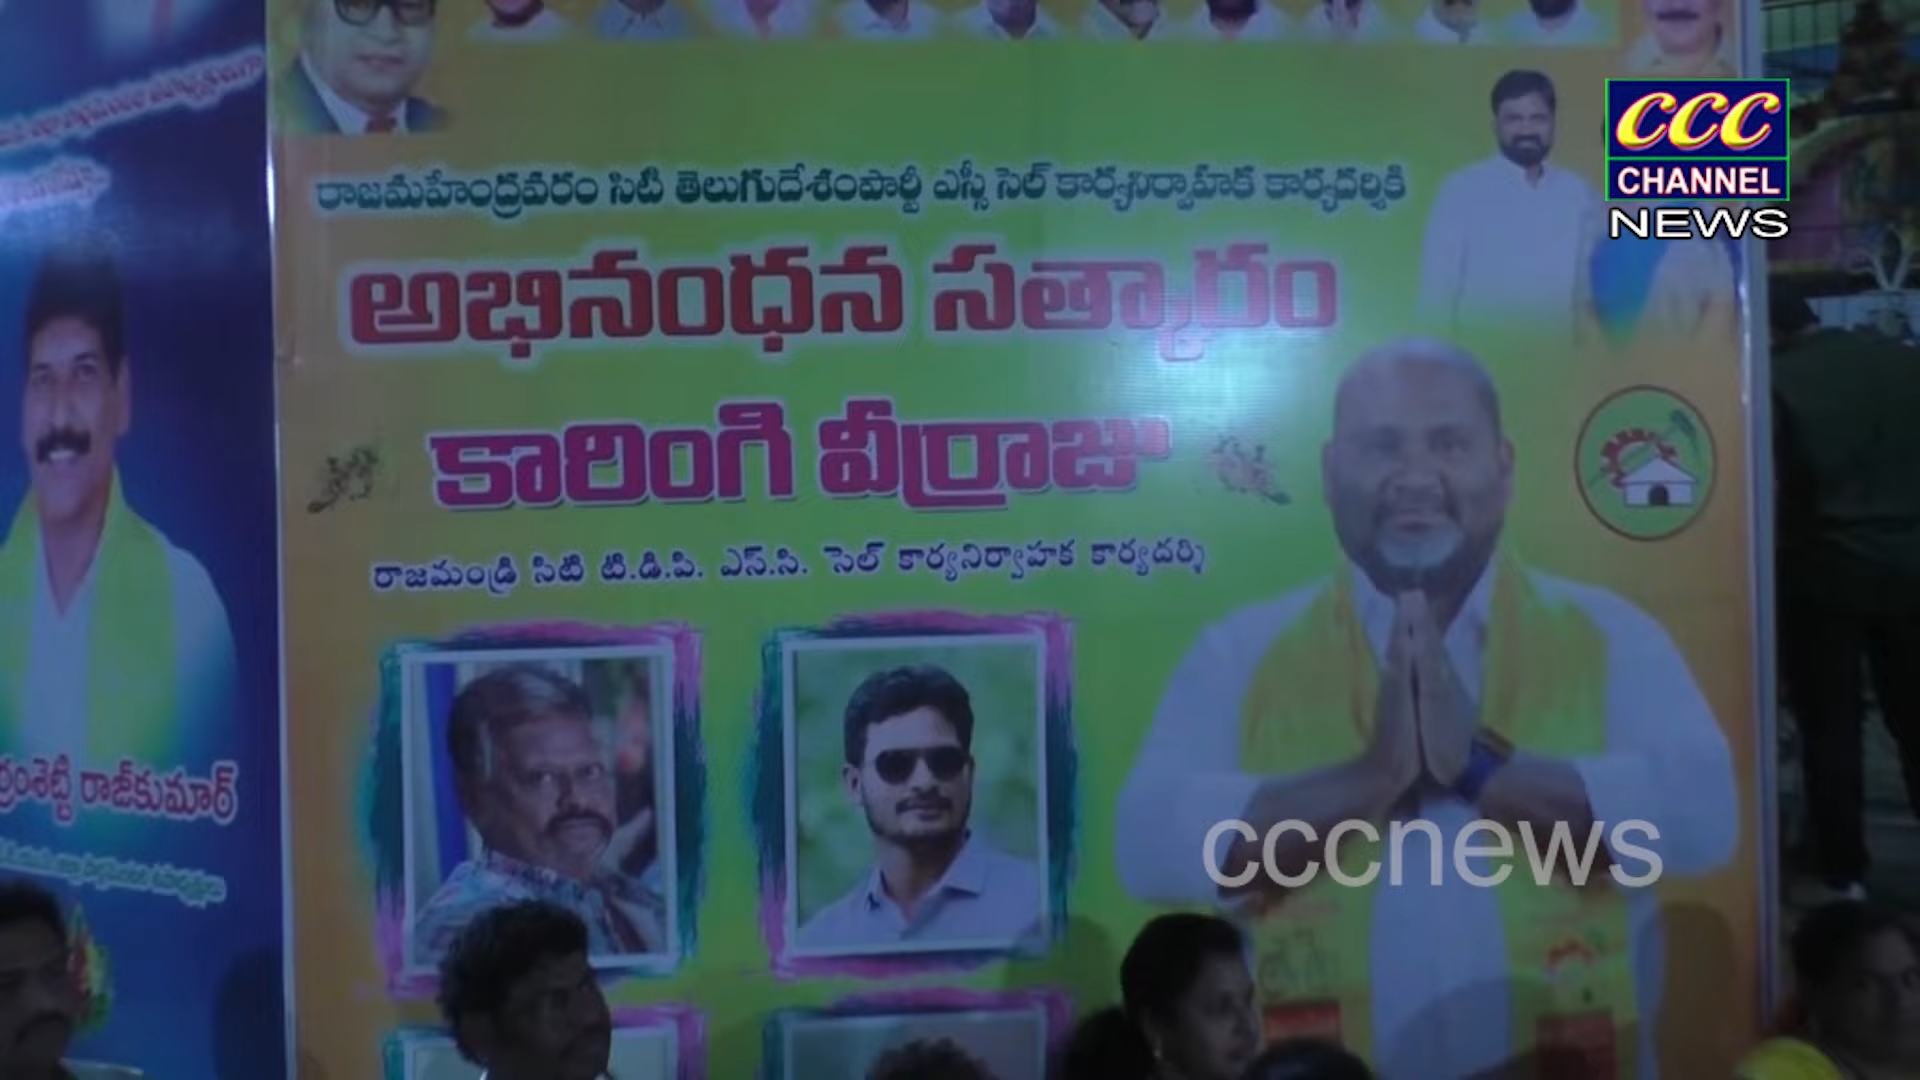 CCC
CHANNEL
NEWS
రాజమహేంద్రవరం సిటి తెలుగుదేశంపార్టీ ఎస్సీ సెల్ కార్యనిర్వాహక కార్యదర్శికి
అభినంధన సత్కారం
కారింగి వీర్రాజు
రాజమండ్రి సిటి టి.డి.పి. ఎస్.సి. సెల్ కార్యనిర్వాహక కార్యదర్శి
రాజ్‌కుమార్
cccnews